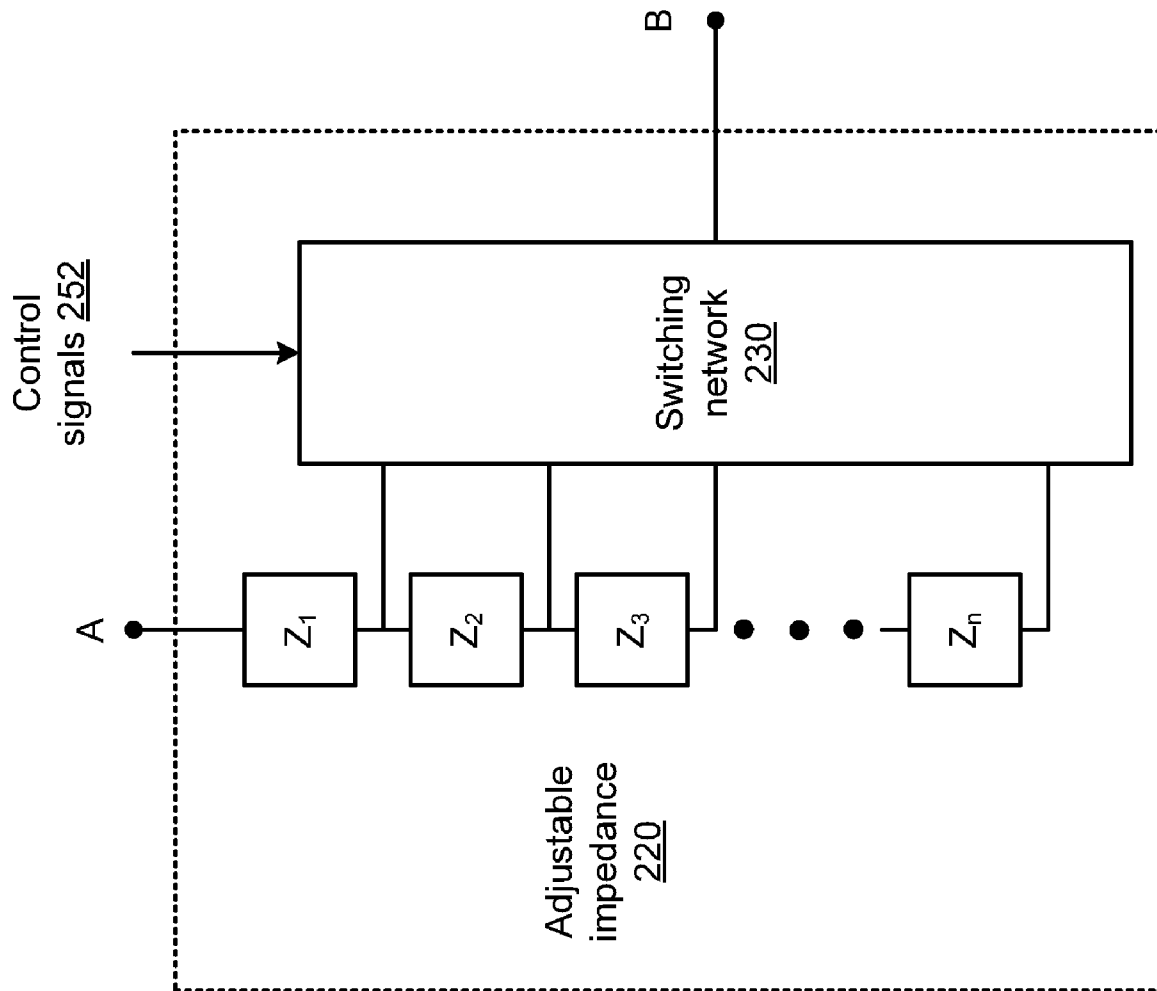 Control
signals 252
A
B
Z1
Z2
Z3
Zn
Switching
network
230
Adjustable
impedance
220